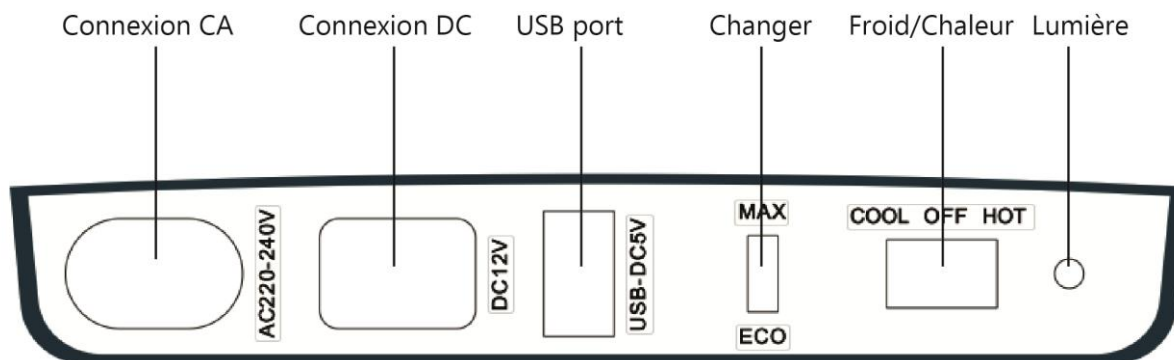 Connexion CA Connexion DC USB port Changer Froid/Chaleur Lumière
AC220-240V
DC12V
USB-DC5V
MAX
ECO
COOL OFF HOT